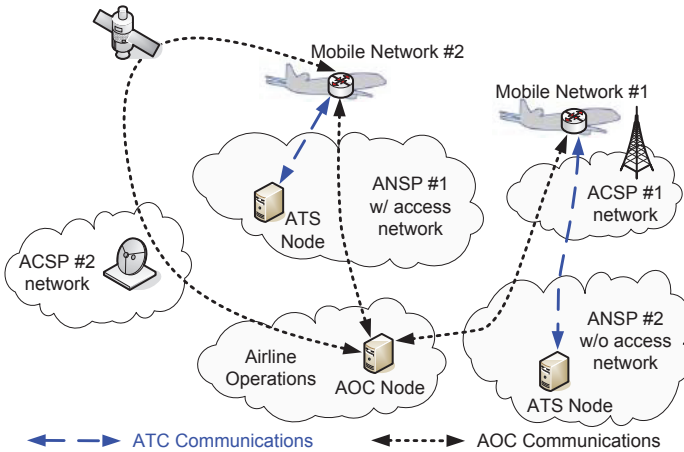 Mobile Network #2
Mobile Network #1
ANSP #1
w/ access
network
ATS
Node
ACSP #1
network
ACSP #2
network
ANSP #2
w/o access
network
Airline
Operations
AOC Node
ATS Node
ATC Communications
AOC Communications